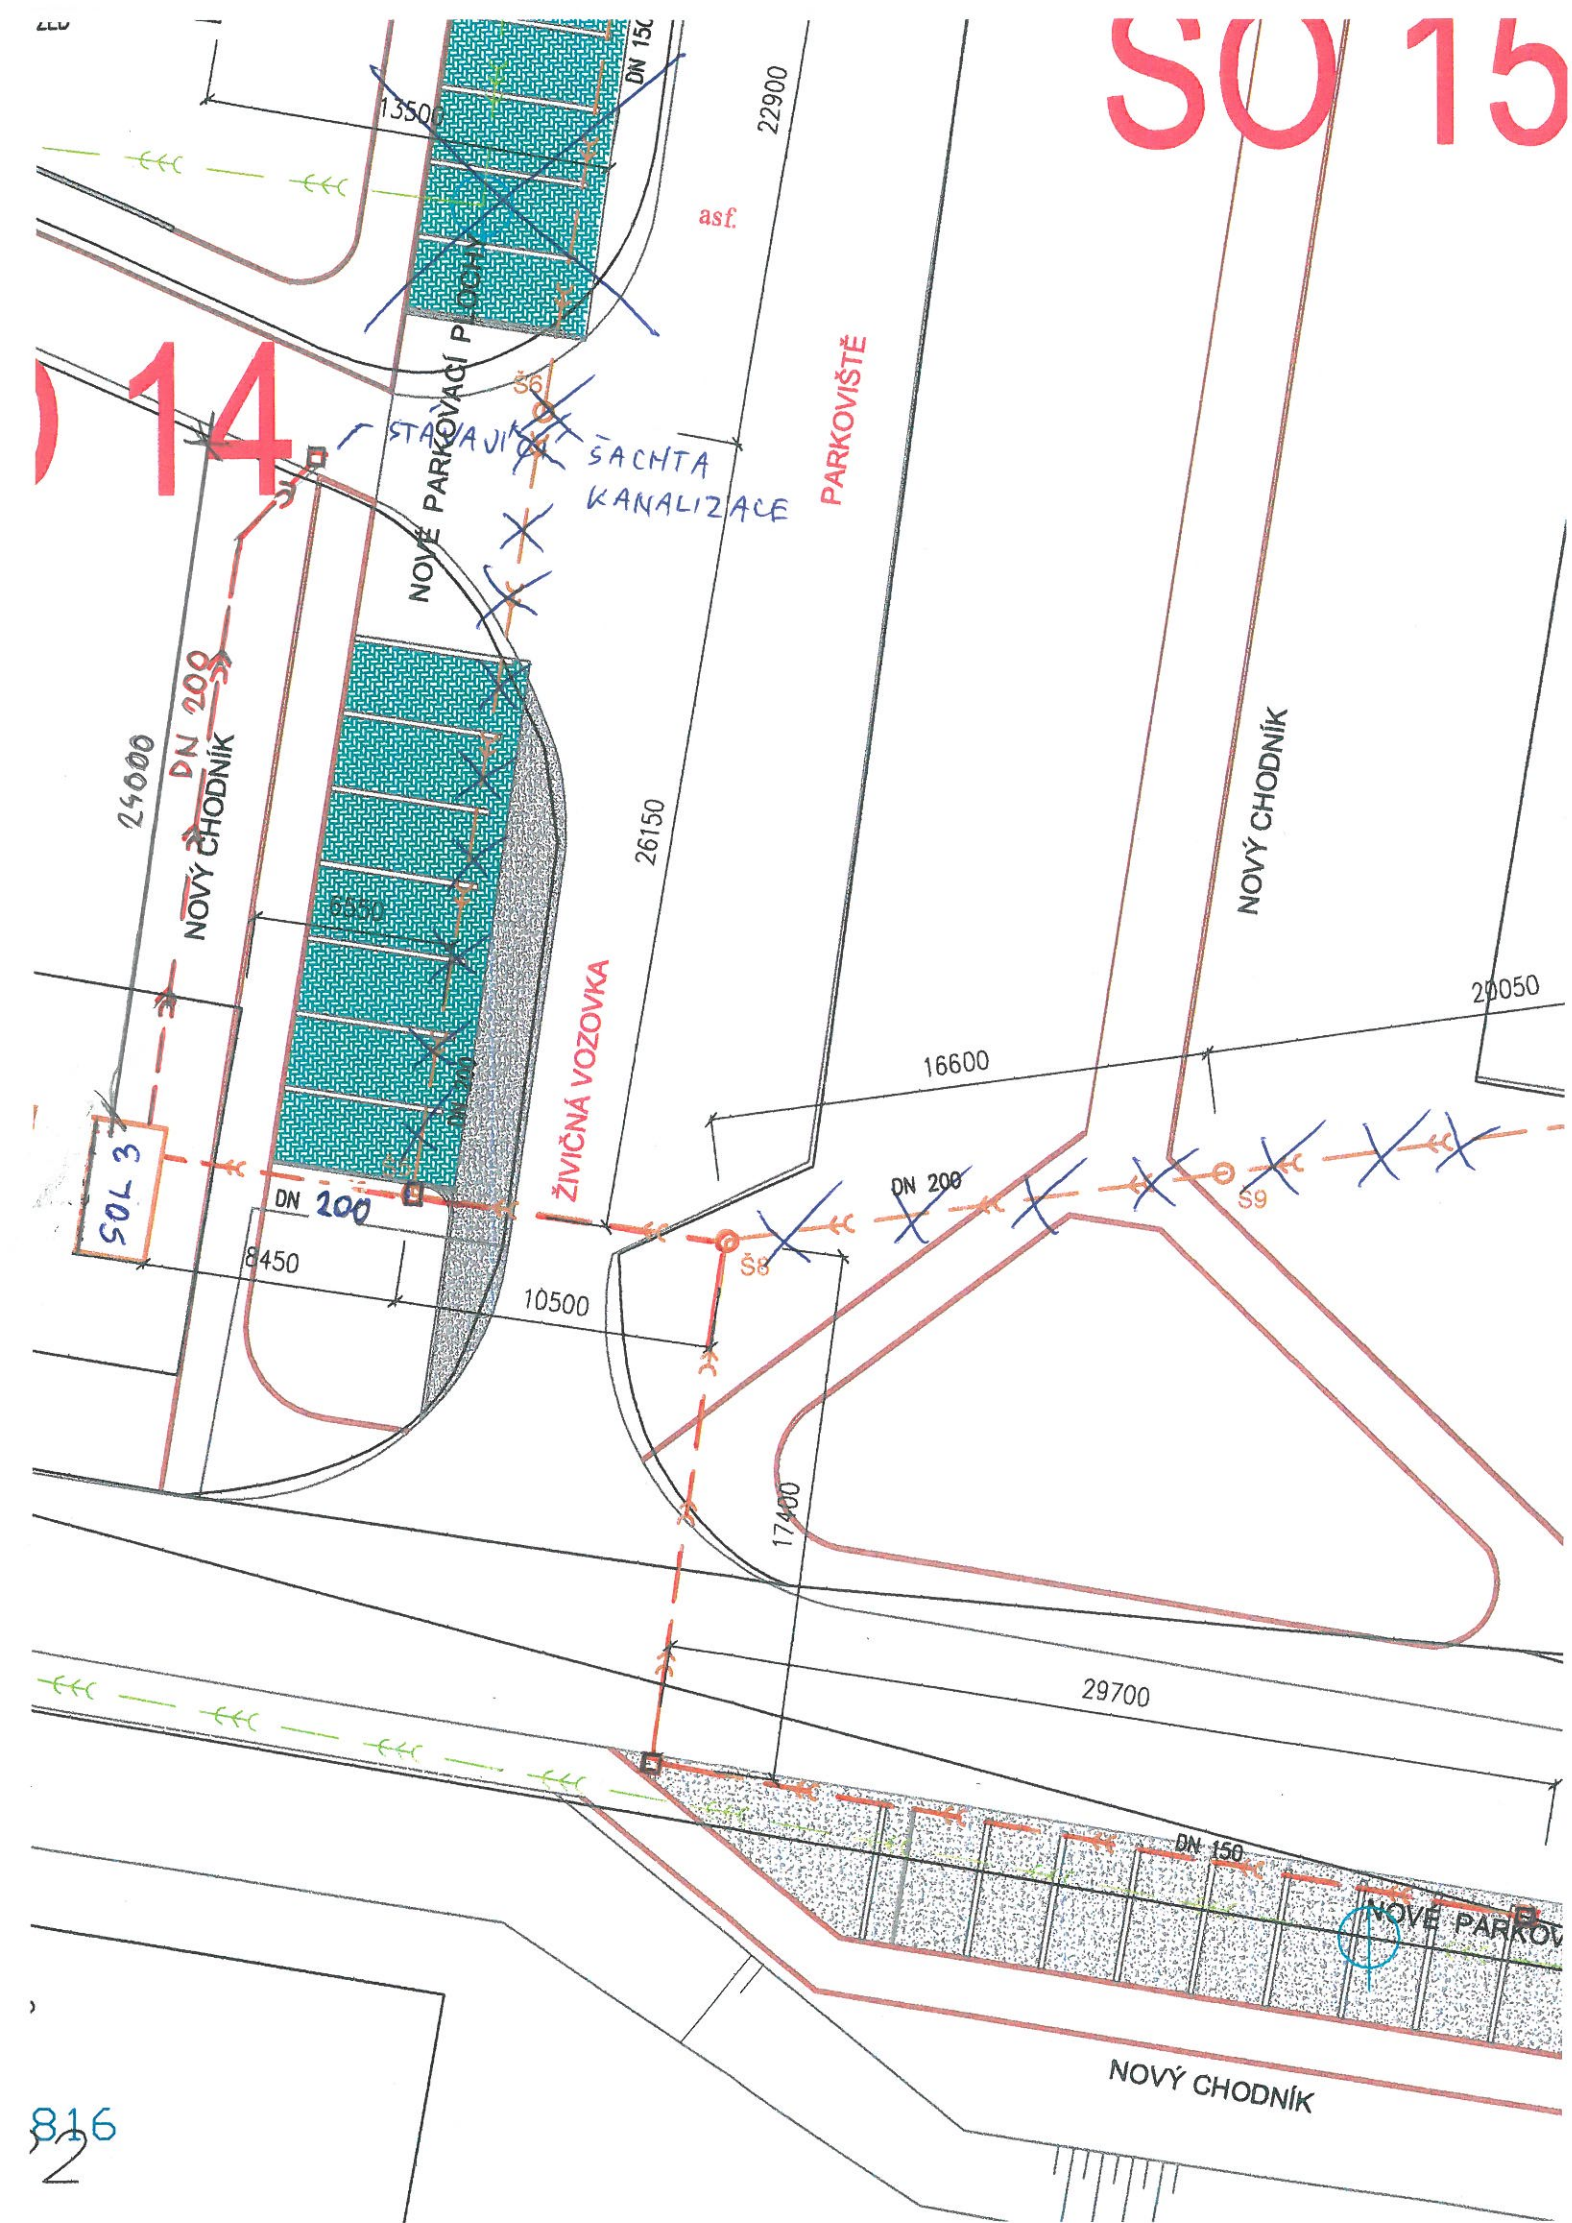 SO 15
DN 150
13500
22900
asf.
14
Š6
STÁVAJÍCÍ
ŠACHTA
KANALIZACE
NOVÉ PARKOVACÍ PLOCHY
PARKOVIŠTĚ
DN 200
24000
NOVÝ CHODNÍK
26150
NOVÝ CHODNÍK
6550
ŽIVIČNÁ VOZOVKA
20050
16600
DN 200
SOL 3
DN 200
DN 200
Š9
Š8
8450
10500
17400
29700
DN 150
NOVÉ PARKOV
NOVÝ CHODNÍK
816
2